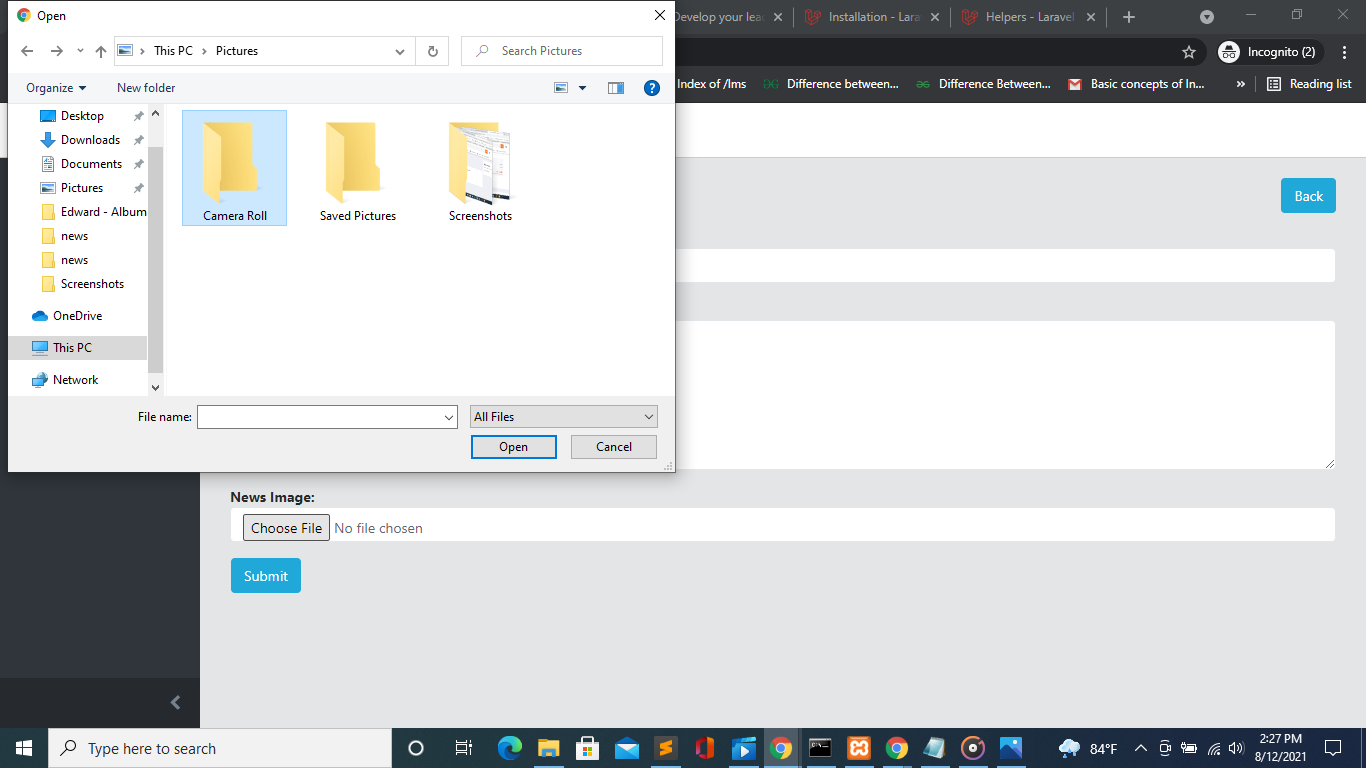 Open
Develop your lea
Installation - Lara
Helpers - Laravel
This PC
Pictures
Search Pictures
Incognito (2)
Organize
New folder
Index of /lms
Difference between...
Difference Between...
Basic concepts of In...
»
Reading list
Desktop
Downloads
Documents
Pictures
Edward - Album
news
news
Screenshots
OneDrive
This PC
Network
Camera Roll
Saved Pictures
Screenshots
Back
File name:
All Files
Open
Cancel
News Image:
Choose File
No file chosen
Submit
Type here to search
84°F
2:27 PM
8/12/2021